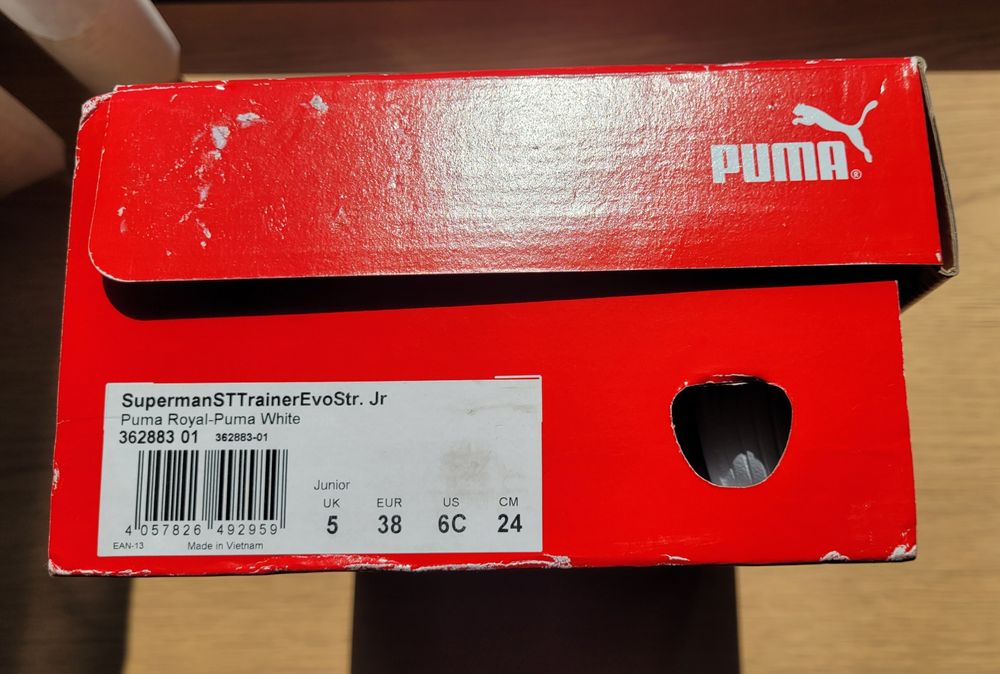 PUMA®
SupermanSTTrainerEvoStr. Jr
Puma Royal-Puma White
362883 01 362883-01
Junior
UK EUR US CM
5 38 6C 24
4 057826 492959
EAN-13 Made in Vietnam